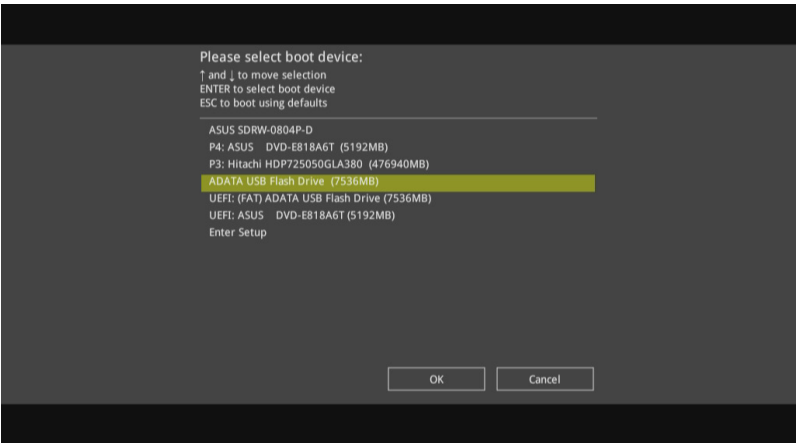 Please select boot device:
↑ and ↓ to move selection
ENTER to select boot device
ESC to boot using defaults
ASUS SDRW-0804P-D
P4: ASUS DVD-E818A6T (5192MB)
P3: Hitachi HDP725050GLA380 (476940MB)
ADATA USB Flash Drive (7536MB)
UEFI: (FAT) ADATA USB Flash Drive (7536MB)
UEFI: ASUS DVD-E818A6T (5192MB)
Enter Setup
OK Cancel